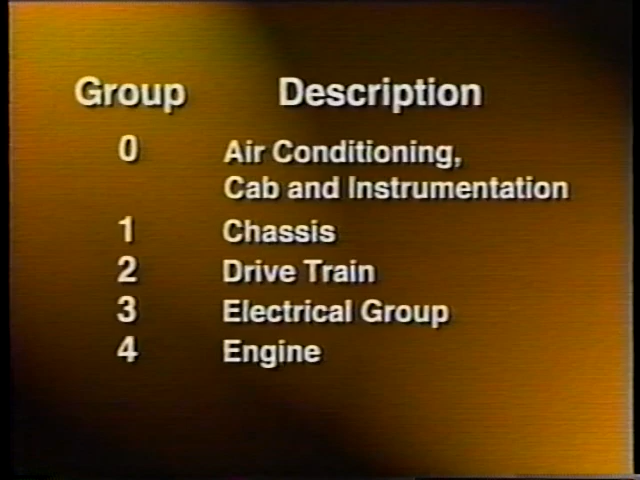 Group Description
0 Air Conditioning,
Cab and Instrumentation
1 Chassis
2 Drive Train
3 Electrical Group
4 Engine